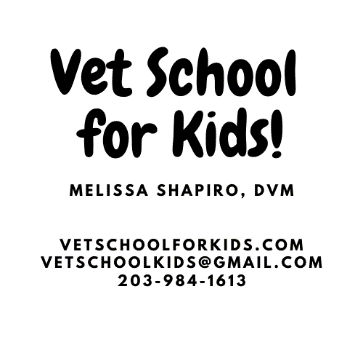 Vet School
for Kids!
MELISSA SHAPIRO, DVM
VETSCHOOLFORKIDS.COM
VETSCHOOLKIDS@GMAIL.COM
203-984-1613